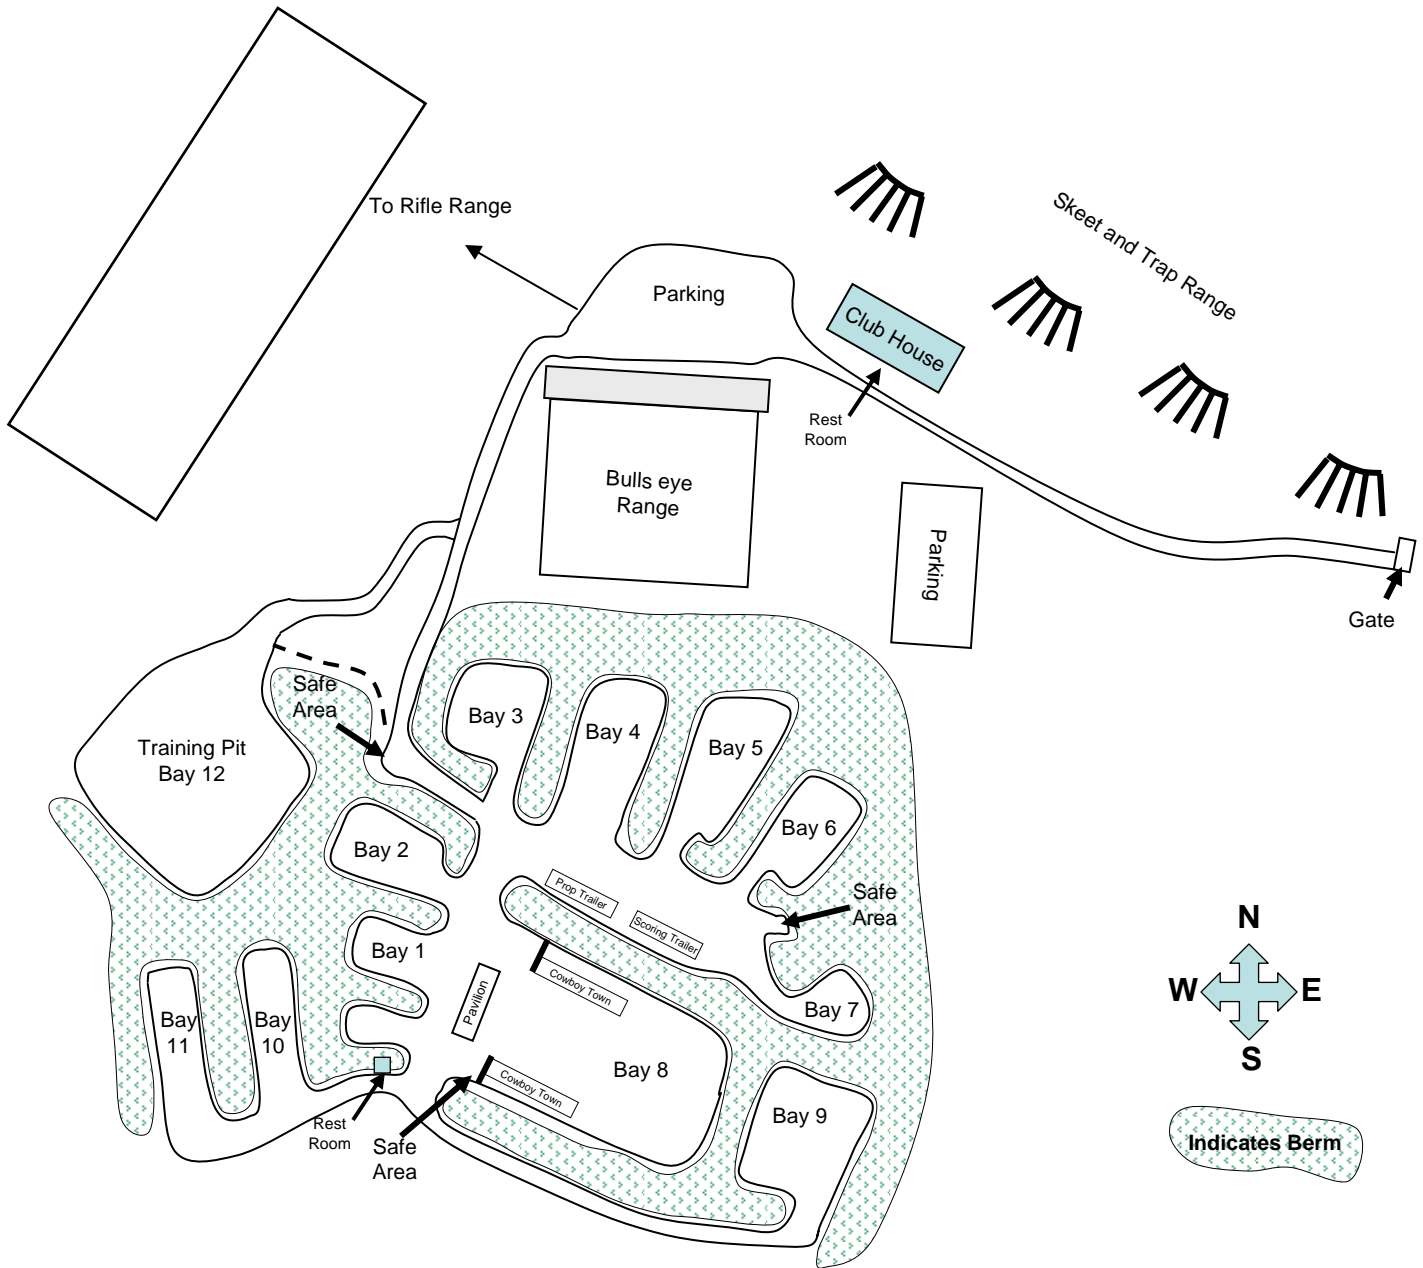 To Rifle Range
Skeet and Trap Range
Parking
Club House
Rest
Room
Bulls eye
Range
Parking
Gate
Safe
Area
Bay 3
Bay 4
Bay 5
Training Pit
Bay 12
Bay 6
Bay 2
Safe
Area
Prop Trailer
Scoring Trailer
Bay 1
Cowboy Town
Pavilion
Bay 7
Bay
11
Bay
10
Bay 8
Cowboy Town
Bay 9
Rest
Room
Safe
Area
N
W
E
S
Indicates Berm